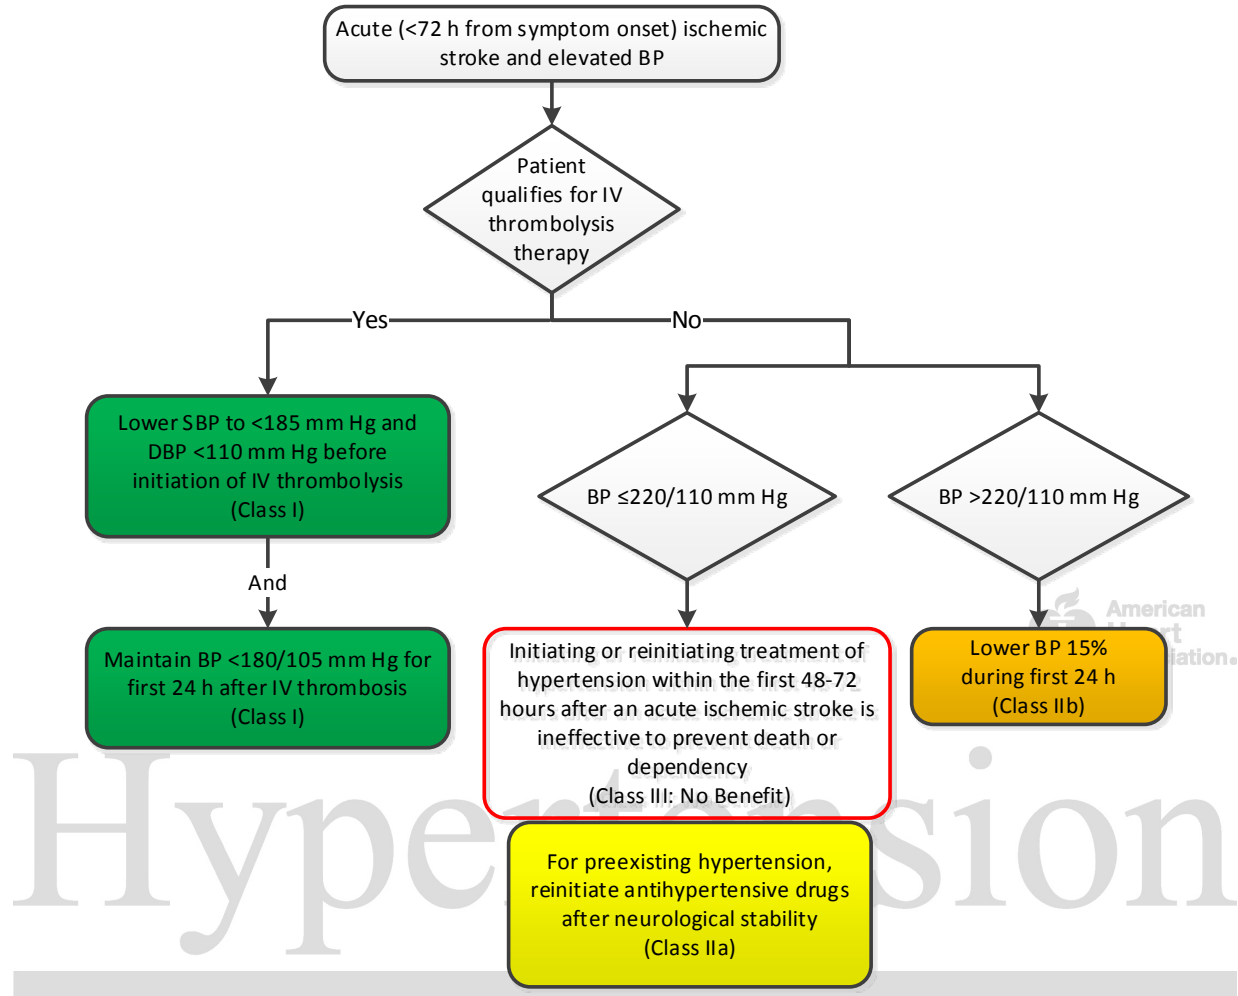 Acute (<72 h from symptom onset) ischemic
stroke and elevated BP
Patient
qualifies for IV
thrombolysis
therapy
Yes
No
Lower SBP to <185 mm Hg and
DBP <110 mm Hg before
initiation of IV thrombolysis
(Class I)
And
Maintain BP <180/105 mm Hg for
first 24 h after IV thrombosis
(Class I)
BP ≤220/110 mm Hg
BP >220/110 mm Hg
Initiating or reinitiating treatment of
hypertension within the first 48-72
hours after an acute ischemic stroke is
ineffective to prevent death or
dependency
(Class III: No Benefit)
For preexisting hypertension,
reinitiate antihypertensive drugs
after neurological stability
(Class IIa)
Lower BP 15%
during first 24 h
(Class IIb)
American
Heart
Association.
Hypertension